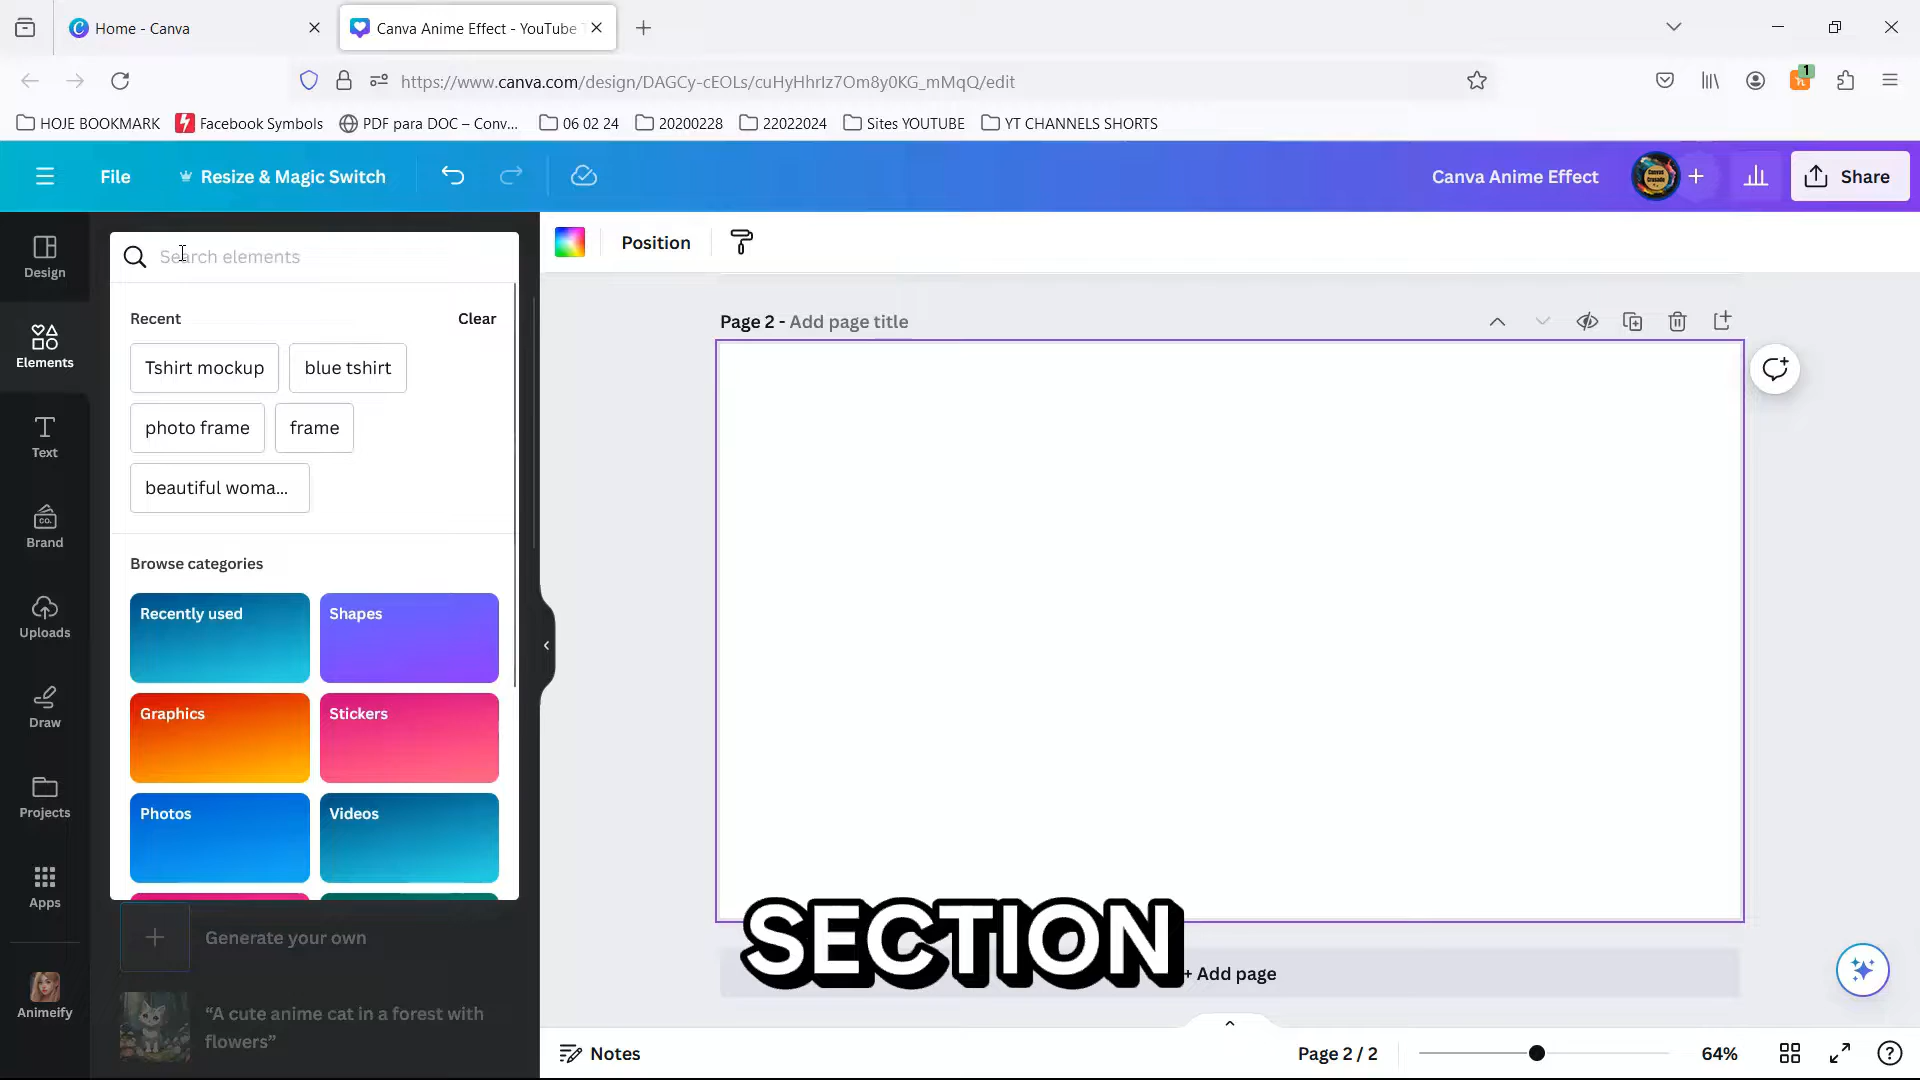 Home - Canva
Canva Anime Effect - YouTube T
https://www.canva.com/design/DAGCy-cEOLs/cuHyHhrIz7Om8y0KG_mMqQ/edit
1
HOJE BOOKMARK
Facebook Symbols
PDF para DOC – Conv...
06 02 24
20200228
22022024
Sites YOUTUBE
YT CHANNELS SHORTS
File
Resize & Magic Switch
Canva Anime Effect
Share
Design
Elements
Text
Brand
Uploads
Draw
Projects
Apps
Animeify
Search elements
Recent
Clear
Tshirt mockup
blue tshirt
photo frame
frame
beautiful woma...
Browse categories
Recently used
Shapes
Graphics
Stickers
Photos
Videos
Generate your own
“A cute anime cat in a forest with
flowers”
Position
Page 2 - Add page title
SECTION
+ Add page
Notes
Page 2 / 2
64%